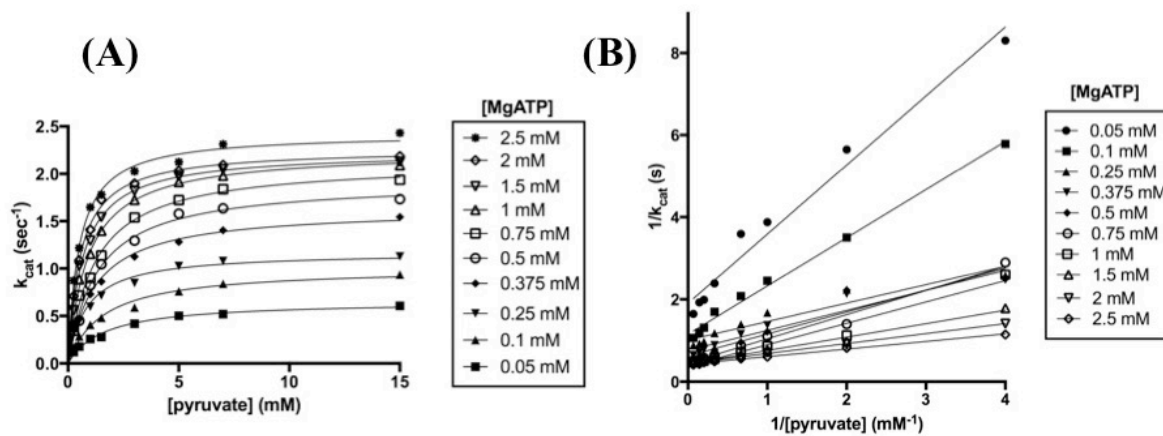 (A)
k_cat (sec⁻¹)
2.5
2.0
1.5
1.0
0.5
0.0
0
5
10
15
[pyruvate] (mM)
[MgATP]
2.5 mM
2 mM
1.5 mM
1 mM
0.75 mM
0.5 mM
0.375 mM
0.25 mM
0.1 mM
0.05 mM
(B)
1/k_cat (s)
8
6
4
2
0
0
1
2
3
4
1/[pyruvate] (mM⁻¹)
[MgATP]
0.05 mM
0.1 mM
0.25 mM
0.375 mM
0.5 mM
0.75 mM
1 mM
1.5 mM
2 mM
2.5 mM